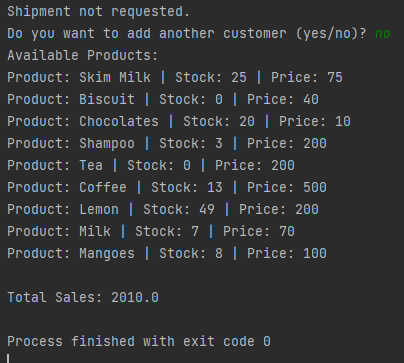 Shipment not requested.
Do you want to add another customer (yes/no)? no
Available Products:
Product: Skim Milk | Stock: 25 | Price: 75
Product: Biscuit | Stock: 0 | Price: 40
Product: Chocolates | Stock: 20 | Price: 10
Product: Shampoo | Stock: 3 | Price: 200
Product: Tea | Stock: 0 | Price: 200
Product: Coffee | Stock: 13 | Price: 500
Product: Lemon | Stock: 49 | Price: 200
Product: Milk | Stock: 7 | Price: 70
Product: Mangoes | Stock: 8 | Price: 100
Total Sales: 2010.0
Process finished with exit code 0